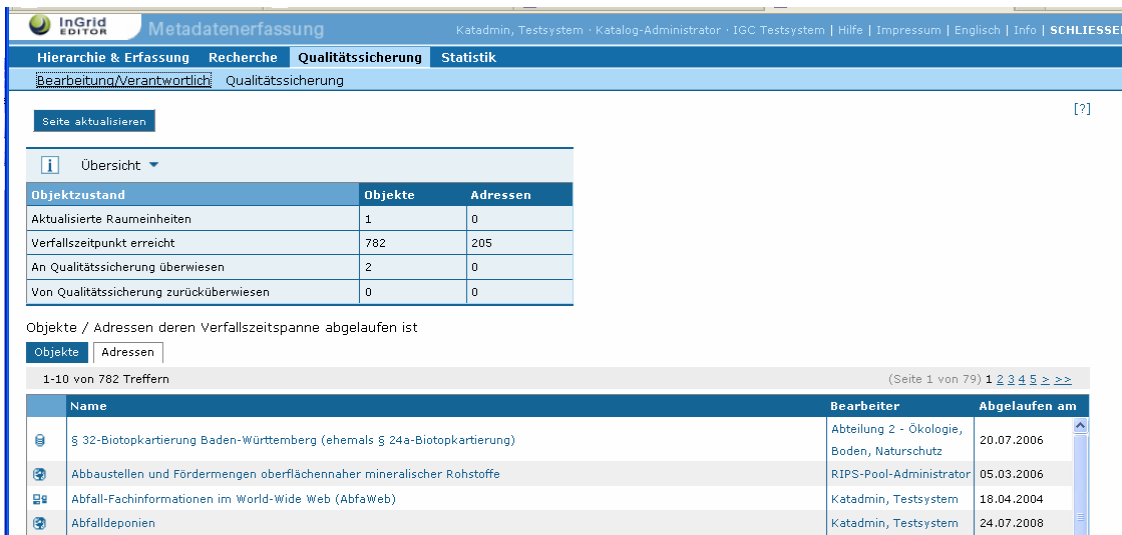 InGrid EDITOR Metadatenerfassung Katadmin, Testsystem · Katalog-Administrator · IGC Testsystem | Hilfe | Impressum | Englisch | Info | SCHLIESSE
Hierarchie & Erfassung Recherche Qualitätssicherung Statistik
Bearbeitung/Verantwortlich Qualitätssicherung
[?]
Seite aktualisieren
i Übersicht
Objektzustand Objekte Adressen
Aktualisierte Raumeinheiten 1 0
Verfallszeitpunkt erreicht 782 205
An Qualitätssicherung überwiesen 2 0
Von Qualitätssicherung zurücküberwiesen 0 0
Objekte / Adressen deren Verfallszeitspanne abgelaufen ist
Objekte Adressen
1-10 von 782 Treffern (Seite 1 von 79) 1 2 3 4 5 > >>
Name Bearbeiter Abgelaufen am
§ 32-Biotopkartierung Baden-Württemberg (ehemals § 24a-Biotopkartierung) Abteilung 2 - Ökologie, Boden, Naturschutz 20.07.2006
Abbaustellen und Fördermengen oberflächennaher mineralischer Rohstoffe RIPS-Pool-Administrator 05.03.2006
Abfall-Fachinformationen im World-Wide Web (AbfaWeb) Katadmin, Testsystem 18.04.2004
Abfalldeponien Katadmin, Testsystem 24.07.2008